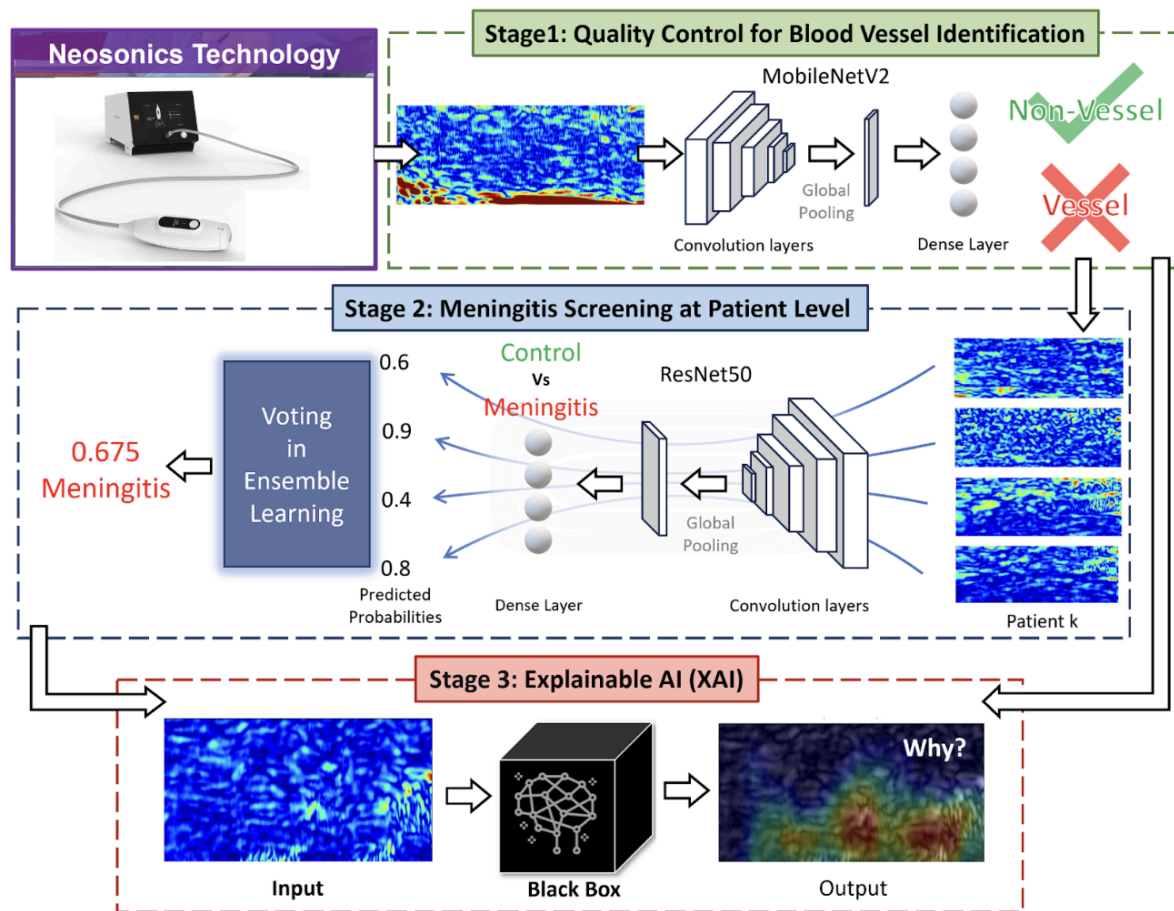 Neosonics Technology
Stage1: Quality Control for Blood Vessel Identification
MobileNetV2
Non-Vessel
Vessel
Global
Pooling
Convolution layers
Dense Layer
Stage 2: Meningitis Screening at Patient Level
Control
Vs
Meningitis
ResNet50
0.6
0.9
0.4
0.8
Voting
in
Ensemble
Learning
0.675
Meningitis
Global
Pooling
Predicted
Probabilities
Dense Layer
Convolution layers
Patient k
Stage 3: Explainable AI (XAI)
Why?
Input
Black Box
Output